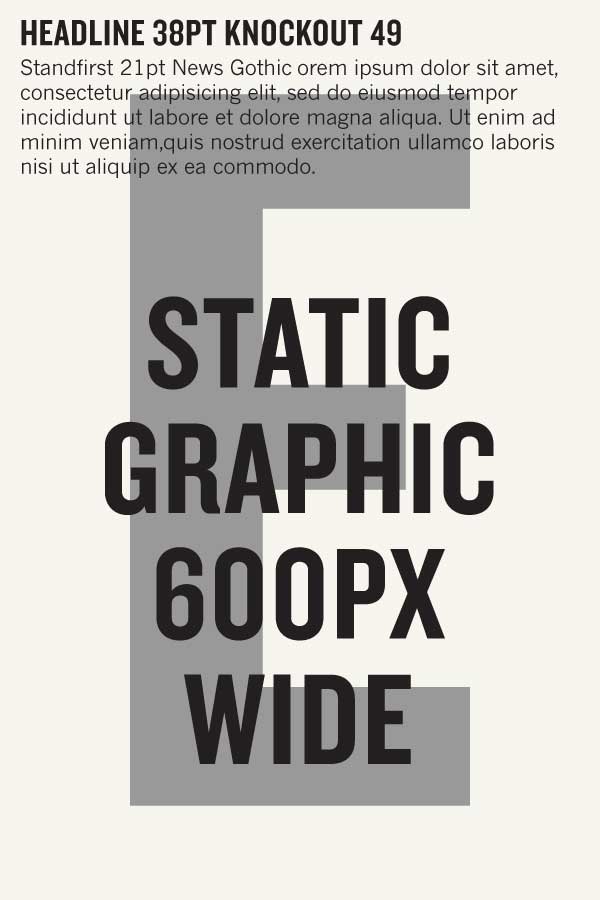 HEADLINE 38PT KNOCKOUT 49
Standfirst 21pt News Gothic orem ipsum dolor sit amet,
consectetur adipisicing elit, sed do eiusmod tempor
incididunt ut labore et dolore magna aliqua. Ut enim ad
minim veniam,quis nostrud exercitation ullamco laboris
nisi ut aliquip ex ea commodo.
E
STATIC
GRAPHIC
600PX
WIDE